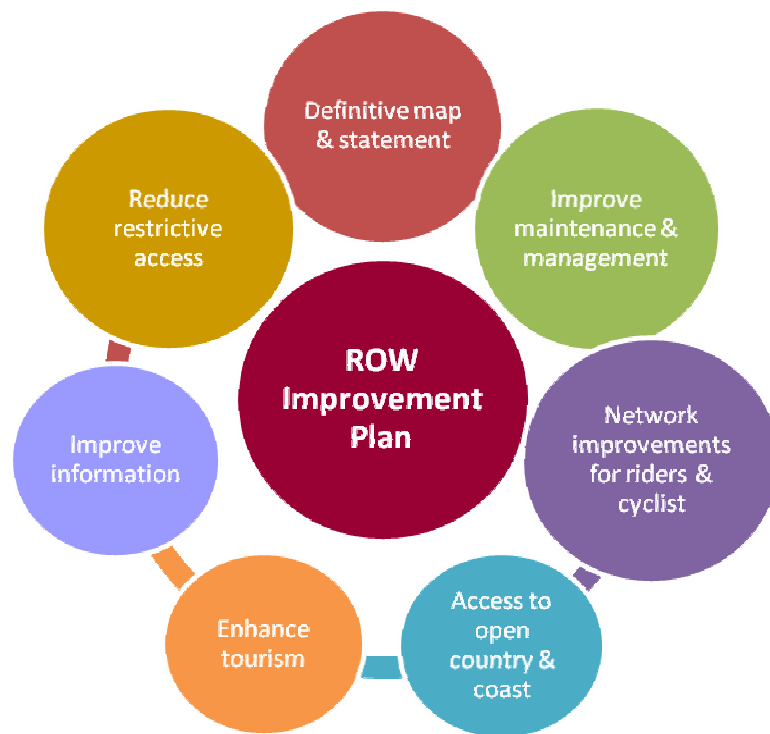 Definitive map
& statement
Improve
maintenance &
management
Network
improvements
for riders &
cyclist
Access to
open
country &
coast
Enhance
tourism
Improve
information
Reduce
restrictive
access
ROW
Improvement
Plan